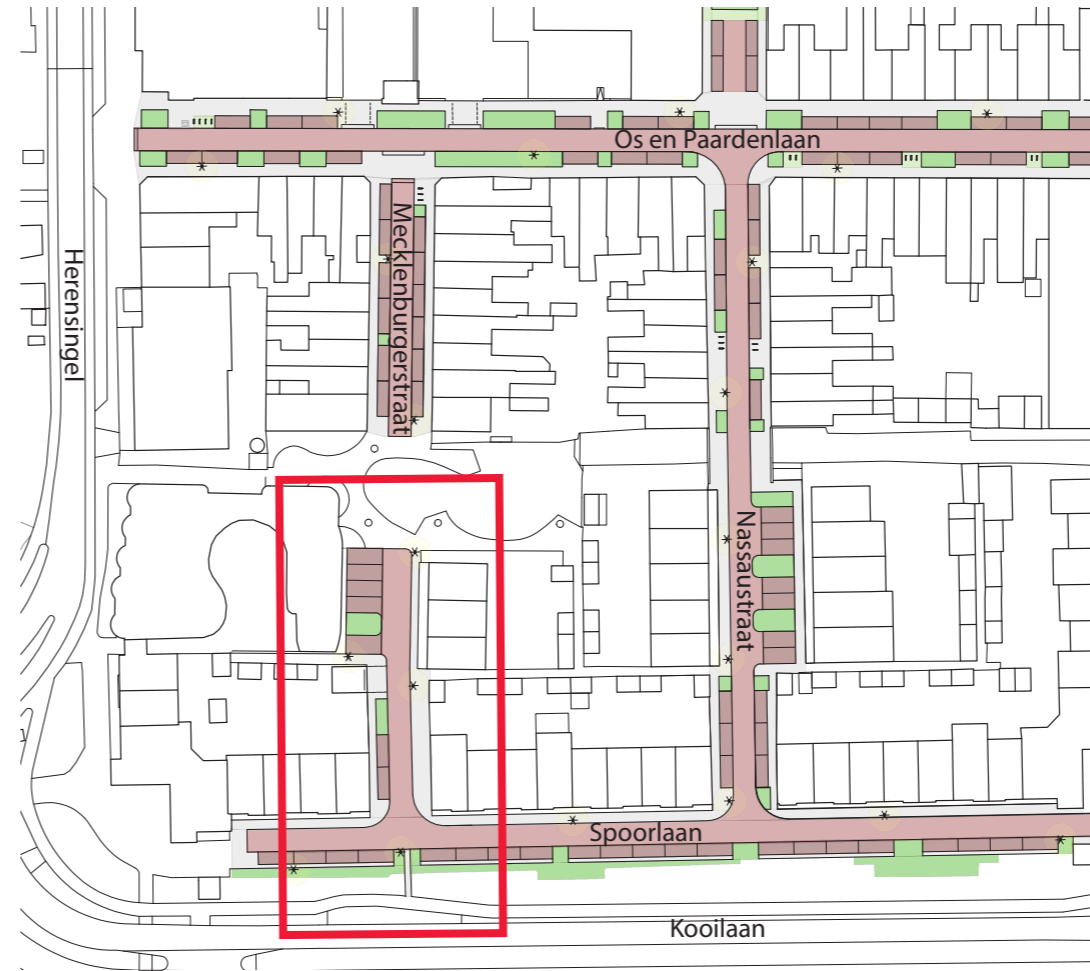 Os en Paardenlaan
Mecklenburgerstraat
Herensingel
Nassaustraat
Spoorlaan
Kooilaan